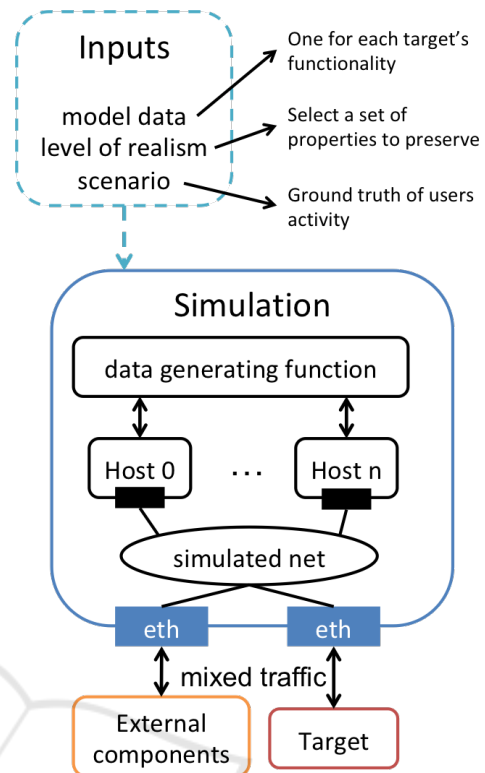 Inputs
One for each target's
functionality
model data
level of realism
scenario
Select a set of
properties to preserve
Ground truth of users
activity
Simulation
data generating function
Host 0
...
Host n
simulated net
eth
eth
mixed traffic
External
components
Target